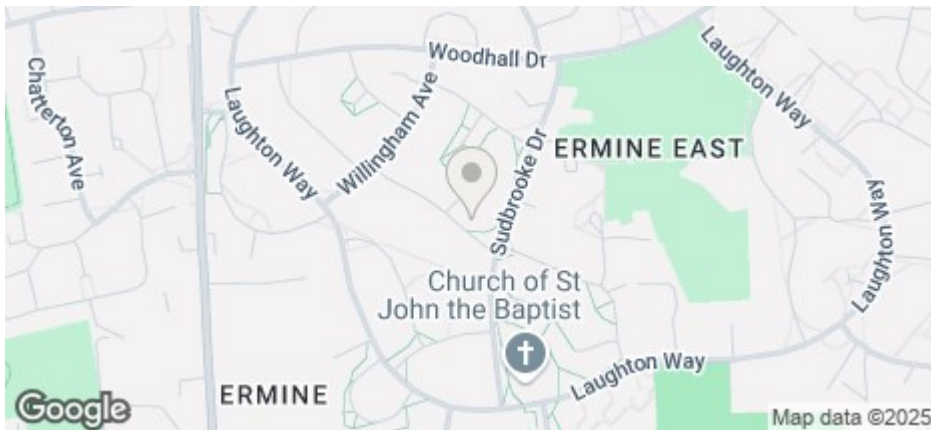 Woodhall Dr
Laughton Way
Chatterton Ave
Willingham Ave
Laughton Way
ERMINE EAST
Sudbrooke Dr
Laughton Way
Church of St
John the Baptist
Laughton Way
ERMINE
Google
Map data ©2025